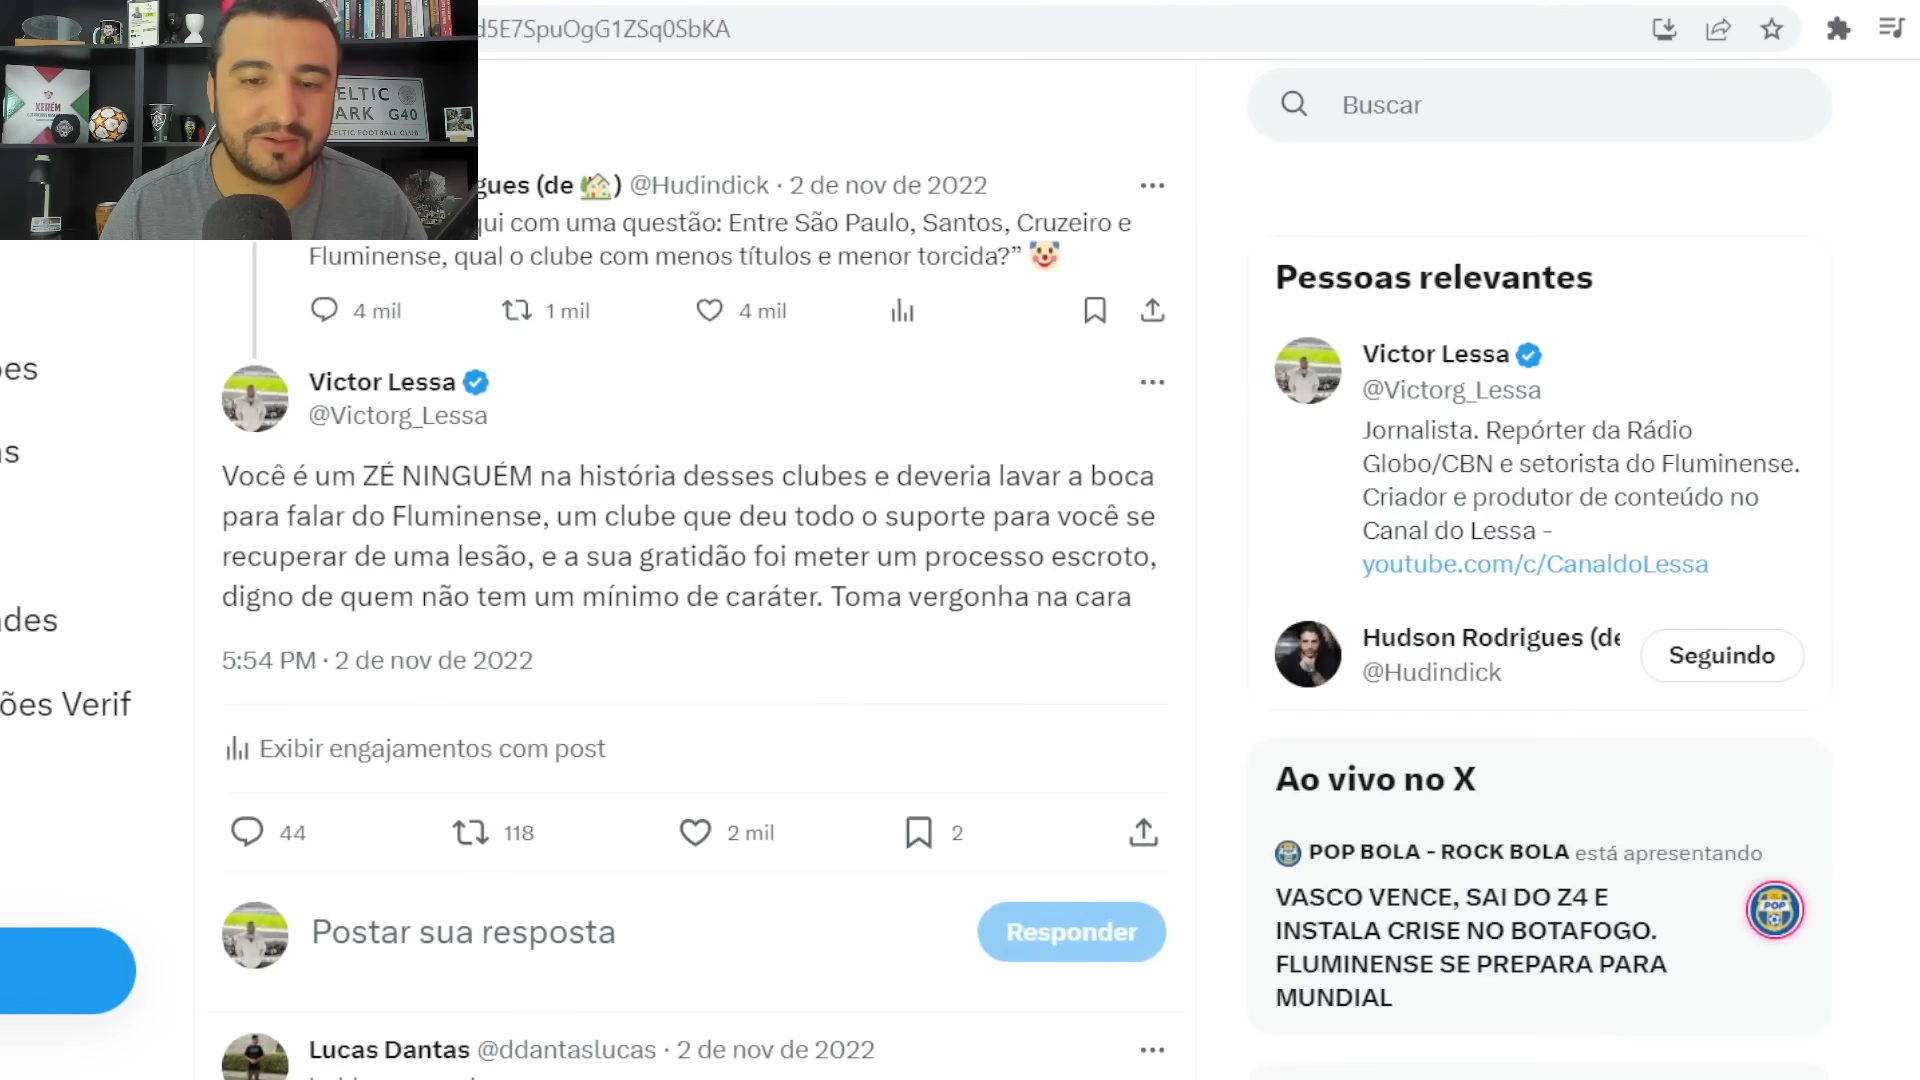 d5E7SpuOgG1ZSq0SbKA
XERÉM
ELTIC
ARK G40
CELTIC FOOTBALL CLUB
Buscar
gues (de 🏡) @Hudindick · 2 de nov de 2022
qui com uma questão: Entre São Paulo, Santos, Cruzeiro e
Fluminense, qual o clube com menos títulos e menor torcida?” 🤡
4 mil 1 mil 4 mil
Victor Lessa
@Victorg_Lessa
Você é um ZÉ NINGUÉM na história desses clubes e deveria lavar a boca
para falar do Fluminense, um clube que deu todo o suporte para você se
recuperar de uma lesão, e a sua gratidão foi meter um processo escroto,
digno de quem não tem um mínimo de caráter. Toma vergonha na cara
5:54 PM · 2 de nov de 2022
Exibir engajamentos com post
44 118 2 mil 2
Postar sua resposta
Responder
Lucas Dantas @ddantaslucas · 2 de nov de 2022
ões Verif
ades
Pessoas relevantes
Victor Lessa
@Victorg_Lessa
Jornalista. Repórter da Rádio
Globo/CBN e setorista do Fluminense.
Criador e produtor de conteúdo no
Canal do Lessa -
youtube.com/c/CanaldoLessa
Hudson Rodrigues (de
@Hudindick
Seguindo
Ao vivo no X
POP BOLA - ROCK BOLA está apresentando
VASCO VENCE, SAI DO Z4 E
INSTALA CRISE NO BOTAFOGO.
FLUMINENSE SE PREPARA PARA
MUNDIAL
POP